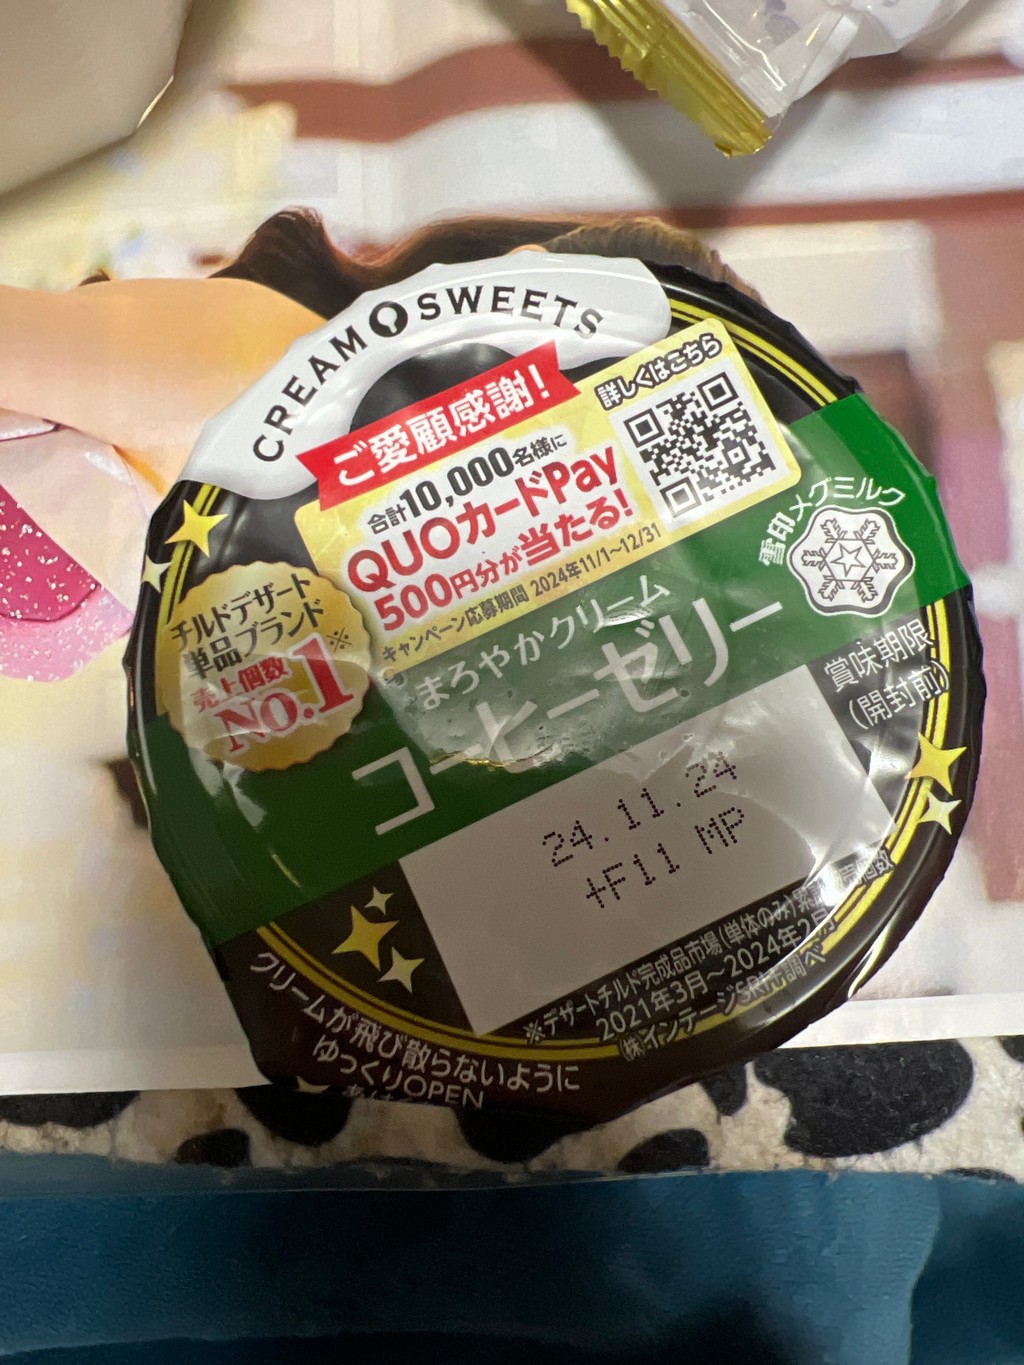 CREAM SWEETS
ご愛顧感謝!
合計10,000名様に
QUOカードPay
500円分が当たる!
キャンペーン応募期間 2024年11/1~12/31
詳しくはこちら
雪印メグミルク
チルドデザート
単品ブランド※
売上個数
No.1
まろやかクリーム
コーヒーゼリー
賞味期限
(開封前)
24.11.24
+F11 MP
※デザートチルド完成品市場(単体のみ)
2021年3月~2024年2月
(株)インテージSRI+調べ
クリームが飛び散らないように
ゆっくりOPEN